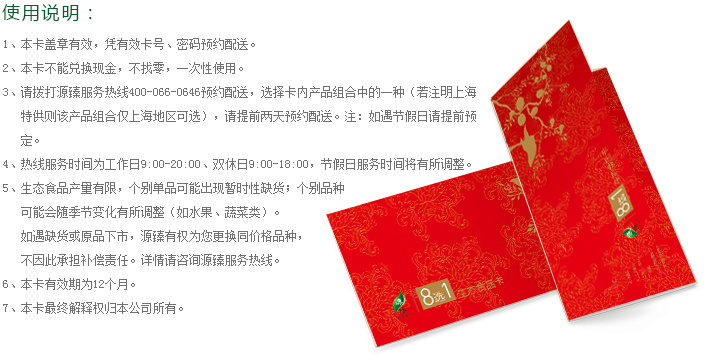 使用说明：
1、本卡盖章有效，凭有效卡号、密码预约配送。
2、本卡不能兑换现金，不找零，一次性使用。
3、请拨打源臻服务热线400-066-0646预约配送，选择卡内产品组合中的一种（若注明上海
特供则该产品组合仅上海地区可选），请提前两天预约配送。注：如遇节假日请提前预
定。
4、热线服务时间为工作日9:00-20:00、双休日9:00-18:00，节假日服务时间将有所调整。
5、生态食品产量有限，个别单品可能出现暂时性缺货；个别品种
可能会随季节变化有所调整（如水果、蔬菜类）。
如遇缺货或原品下市，源臻有权为您更换同价格品种，
不因此承担补偿责任。详情请咨询源臻服务热线。
6、本卡有效期为12个月。
7、本卡最终解释权归本公司所有。
8选1
8选1
生态食品卡